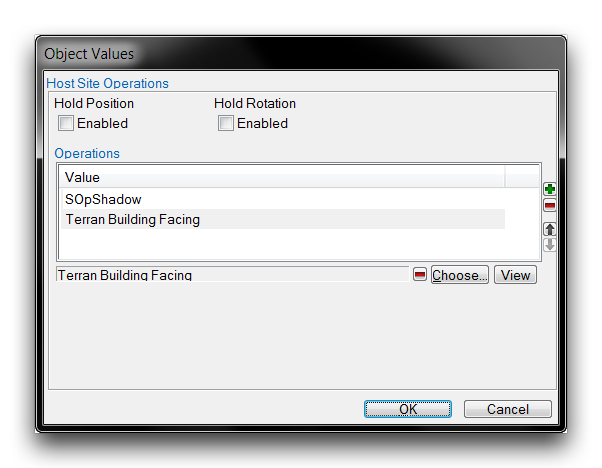 Object Values
Host Site Operations
Hold Position Hold Rotation
Enabled Enabled
Operations
Value
SOpShadow
Terran Building Facing
Terran Building Facing Choose... View
OK Cancel